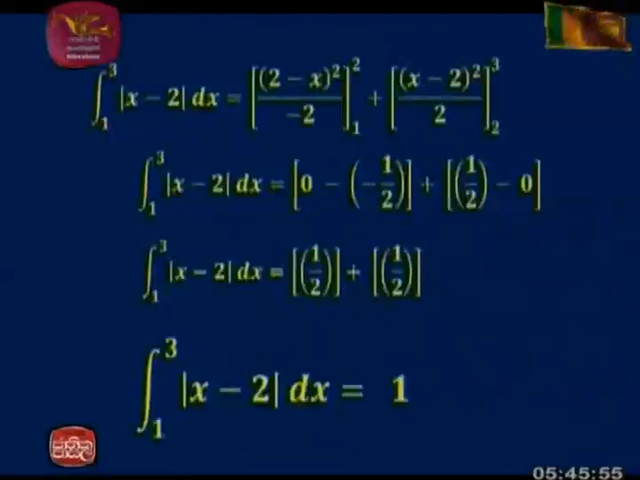 ∫₁³ |x − 2| dx = [(2 − x)²/−2]₁² + [(x − 2)²/2]₂³
∫₁³ |x − 2| dx = [0 − (−1/2)] + [(1/2) − 0]
∫₁³ |x − 2| dx = [(1/2)] + [(1/2)]
∫₁³ |x − 2| dx = 1
05:45:55